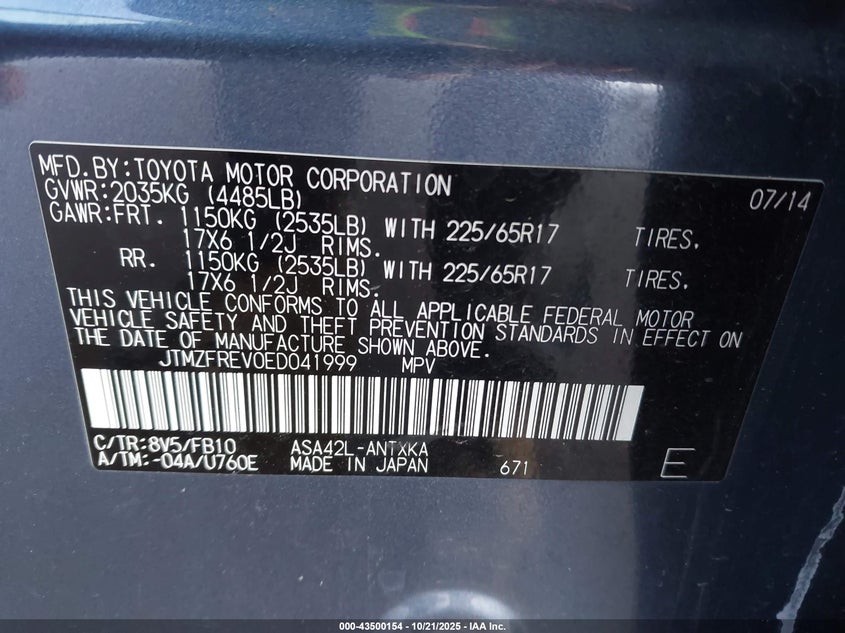 MFD.BY:TOYOTA MOTOR CORPORATION 07/14
GVWR:2035KG (4485LB)
GAWR:FRT. 1150KG (2535LB) WITH 225/65R17 TIRES.
17X6 1/2J RIMS.
RR. 1150KG (2535LB) WITH 225/65R17 TIRES.
17X6 1/2J RIMS.
THIS VEHICLE CONFORMS TO ALL APPLICABLE FEDERAL MOTOR
VEHICLE SAFETY AND THEFT PREVENTION STANDARDS IN EFFECT ON
THE DATE OF MANUFACTURE SHOWN ABOVE.
JTMZFREV0ED041999 MPV
C/TR:8V5/FB10 ASA42L-ANTXKA
A/TM:-04A/U760E MADE IN JAPAN 671 E
000-43500154 - 10/21/2025 - IAA Inc.